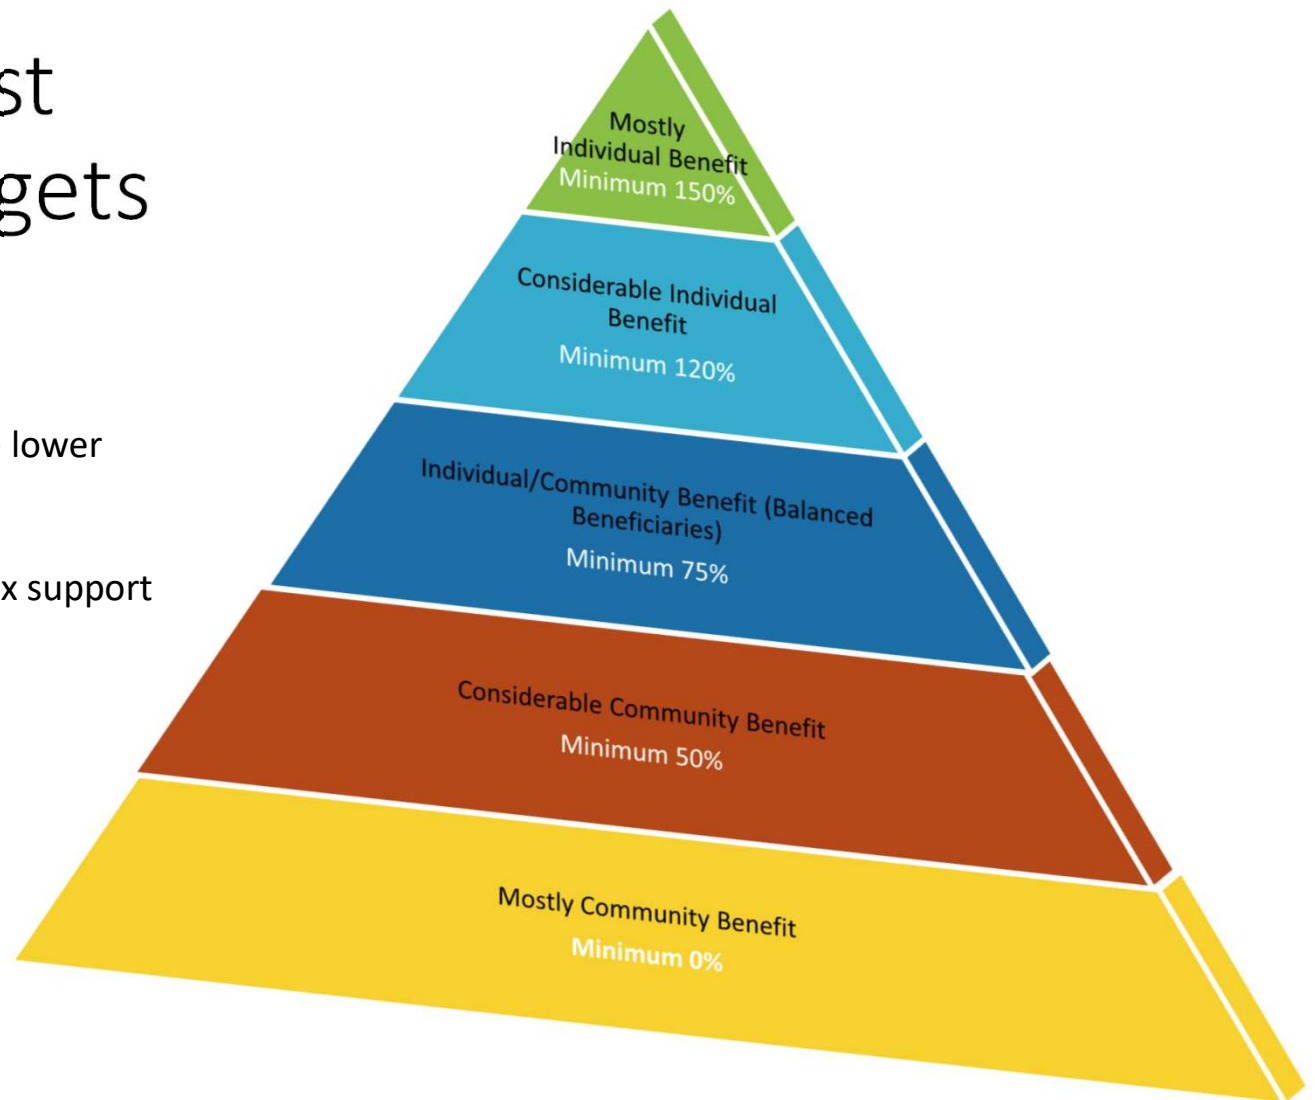 st
gets
lower
x support
Mostly
Individual Benefit
Minimum 150%
Considerable Individual
Benefit
Minimum 120%
Individual/Community Benefit (Balanced
Beneficiaries)
Minimum 75%
Considerable Community Benefit
Minimum 50%
Mostly Community Benefit
Minimum 0%